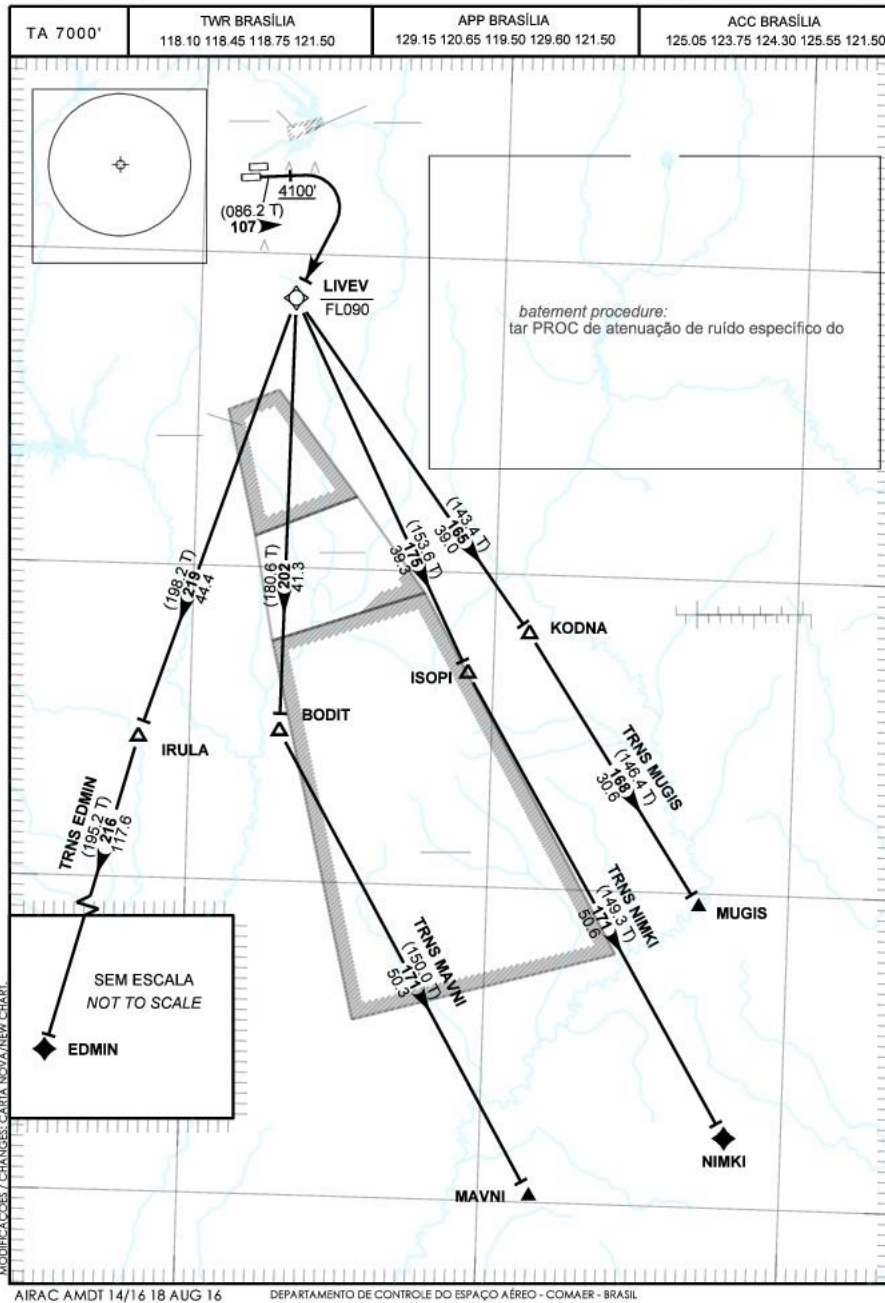 TA 7000'
TWR BRASÍLIA
118.10 118.45 118.75 121.50
APP BRASÍLIA
129.15 120.65 119.50 129.60 121.50
ACC BRASÍLIA
125.05 123.75 124.30 125.55 121.50
4100'
(086.2 T)
107
LIVEV
FL090
batement procedure:
tar PROC de atenuação de ruído específico do
(143.4 T)
165
39.0
(153.6 T)
175
39.3
(180.6 T)
202
41.3
(198.2 T)
219
44.4
KODNA
ISOPI
BODIT
IRULA
TRNS MUGIS
(146.4 T)
168
30.6
TRNS EDMIN
(195.2 T)
216
117.6
TRNS NIMKI
(149.3 T)
171
50.6
MUGIS
TRNS MAVNI
(150.0 T)
171
50.3
SEM ESCALA
NOT TO SCALE
EDMIN
NIMKI
MAVNI
MODIFICAÇÕES / CHANGES: CARTA NOVA/NEW CHART.
AIRAC AMDT 14/16 18 AUG 16
DEPARTAMENTO DE CONTROLE DO ESPAÇO AÉREO - COMAER - BRASIL